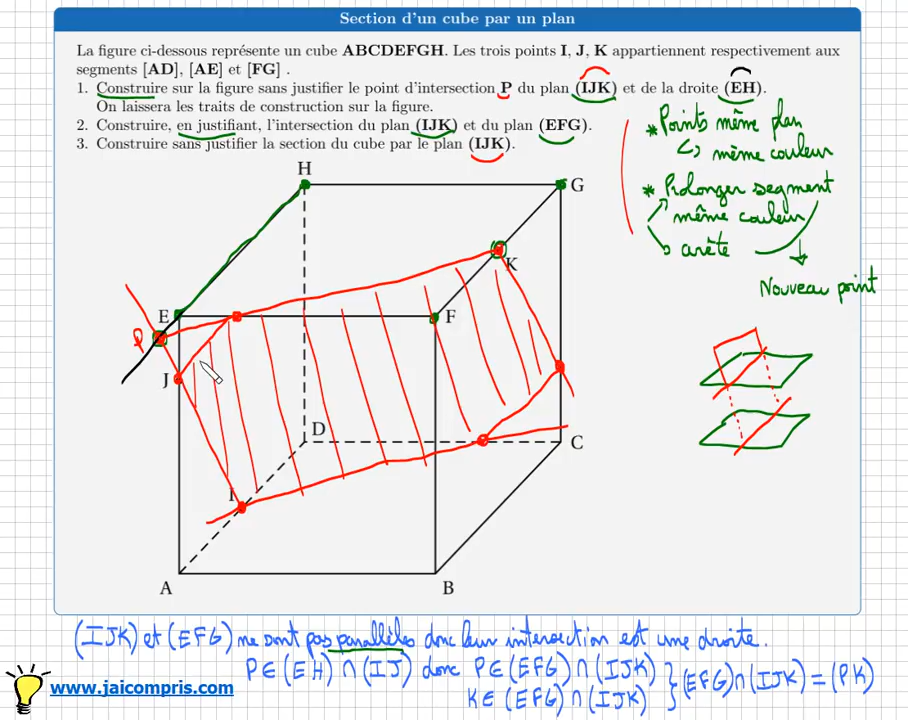 Section d'un cube par un plan
La figure ci-dessous représente un cube ABCDEFGH. Les trois points I, J, K appartiennent respectivement aux
segments [AD], [AE] et [FG] .
1. Construire sur la figure sans justifier le point d'intersection P du plan (IJK) et de la droite (EH).
On laissera les traits de construction sur la figure.
2. Construire, en justifiant, l'intersection du plan (IJK) et du plan (EFG).
3. Construire sans justifier la section du cube par le plan (IJK).
* Points même plan
↳ même couleur
* Prolonger segment
même couleur
arête
Nouveau point
H
G
K
E
F
P
J
D
C
I
A
B
(IJK) et (EFG) ne sont pas parallèles donc leur intersection est une droite.
P∈(EH)∩(IJ) donc P∈(EFG)∩(IJK) } (EFG)∩(IJK)=(PK)
K∈(EFG)∩(IJK)
www.jaicompris.com